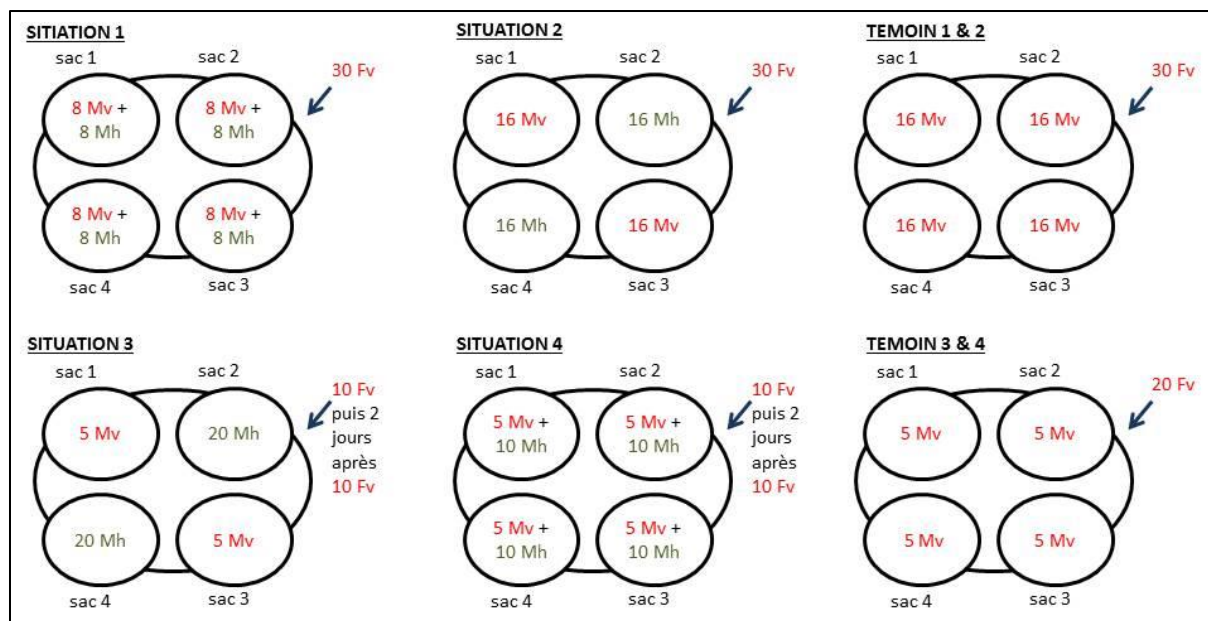 SITIATION 1
sac 1
sac 2
30 Fv
8 Mv +
8 Mh
8 Mv +
8 Mh
8 Mv +
8 Mh
8 Mv +
8 Mh
sac 4
sac 3
SITUATION 2
sac 1
sac 2
30 Fv
16 Mv
16 Mh
16 Mh
16 Mv
sac 4
sac 3
TEMOIN 1 & 2
sac 1
sac 2
30 Fv
16 Mv
16 Mv
16 Mv
16 Mv
sac 4
sac 3
SITUATION 3
sac 1
sac 2
10 Fv
puis 2
jours
après
10 Fv
5 Mv
20 Mh
20 Mh
5 Mv
sac 4
sac 3
SITUATION 4
sac 1
sac 2
10 Fv
puis 2
jours
après
10 Fv
5 Mv +
10 Mh
5 Mv +
10 Mh
5 Mv +
10 Mh
5 Mv +
10 Mh
sac 4
sac 3
TEMOIN 3 & 4
sac 1
sac 2
20 Fv
5 Mv
5 Mv
5 Mv
5 Mv
sac 4
sac 3